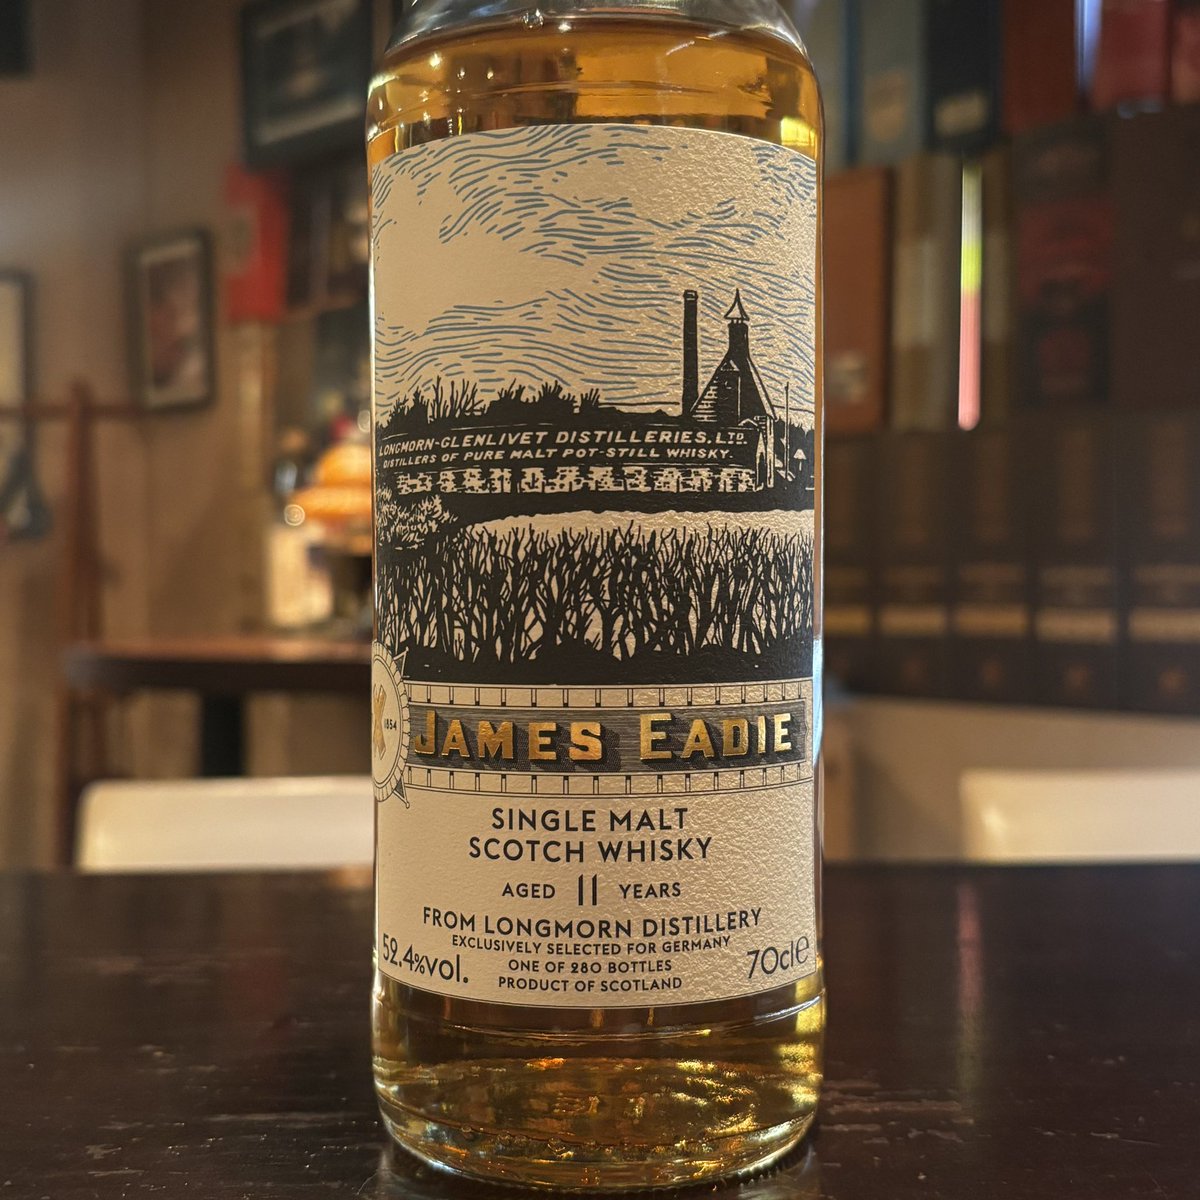 LONGMORN-GLENLIVET DISTILLERIES, LTD.
DISTILLERS OF PURE MALT POT-STILL WHISKY.
X 1854
JAMES EADIE
SINGLE MALT
SCOTCH WHISKY
AGED 11 YEARS
FROM LONGMORN DISTILLERY
EXCLUSIVELY SELECTED FOR GERMANY
52.4%vol.
ONE OF 280 BOTTLES
70cle
PRODUCT OF SCOTLAND